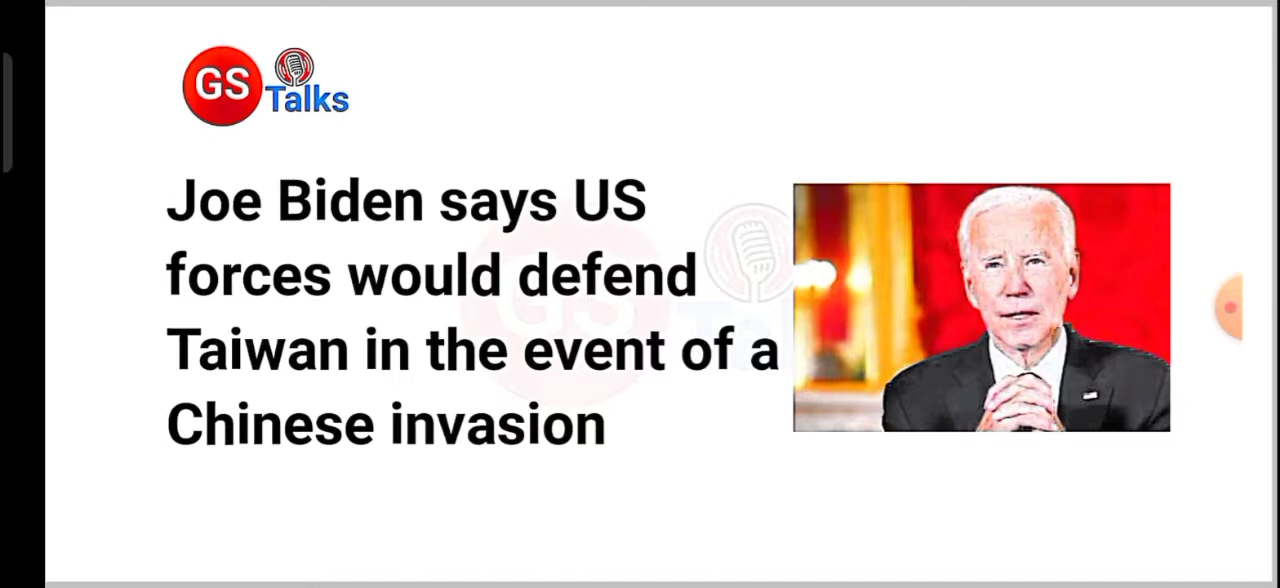 GS
Talks
Joe Biden says US
forces would defend
Taiwan in the event of a
Chinese invasion